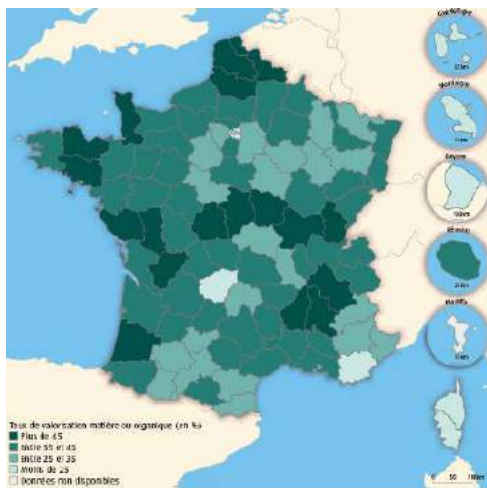 Guadeloupe
Martinique
Guyane
100 km
Réunion
Mayotte
Taux de valorisation matière ou organique (en %)
Plus de 45
Entre 35 et 45
Entre 25 et 35
Moins de 25
Données non disponibles
0 50 100km